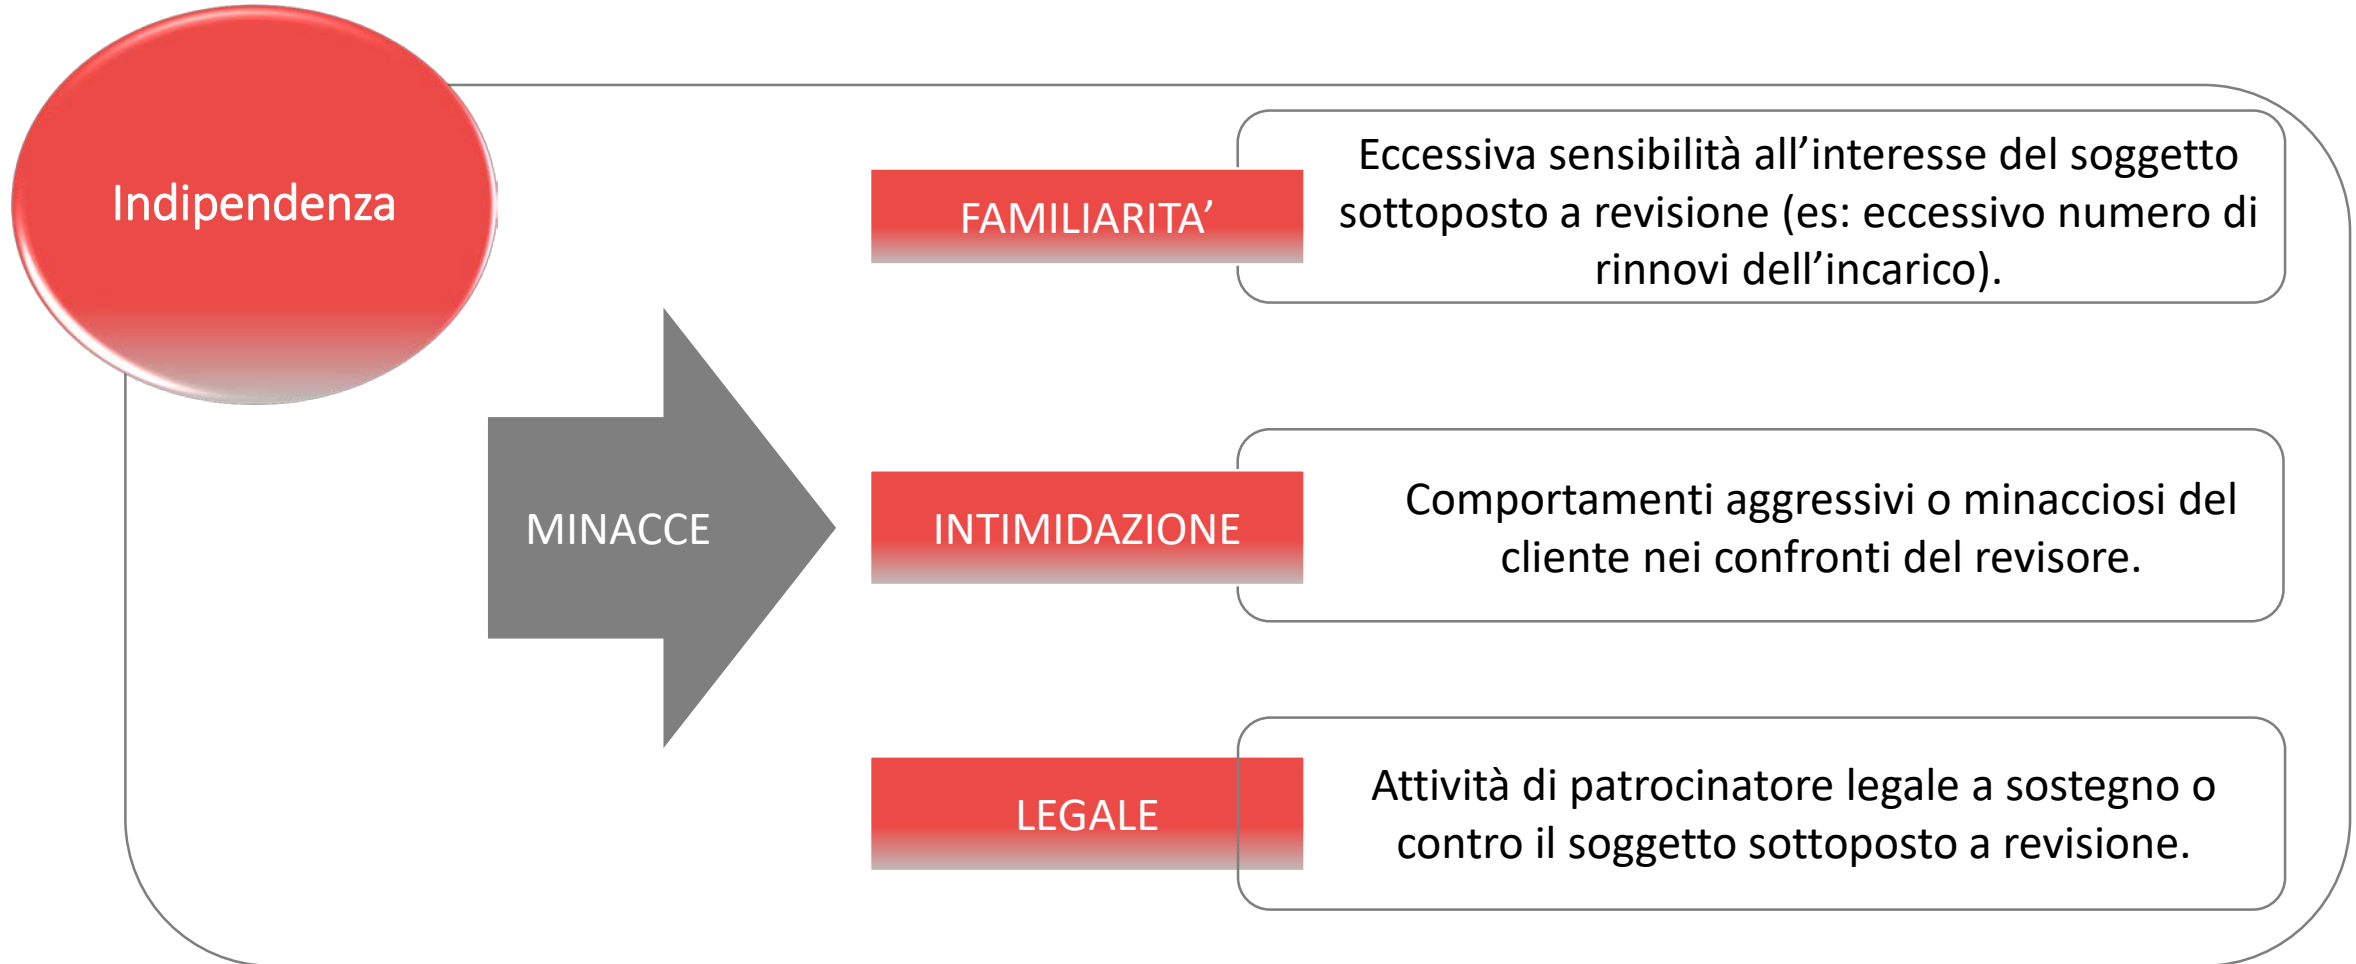 Indipendenza
MINACCE
FAMILIARITA’
Eccessiva sensibilità all’interesse del soggetto
sottoposto a revisione (es: eccessivo numero di
rinnovi dell’incarico).
INTIMIDAZIONE
Comportamenti aggressivi o minacciosi del
cliente nei confronti del revisore.
LEGALE
Attività di patrocinatore legale a sostegno o
contro il soggetto sottoposto a revisione.